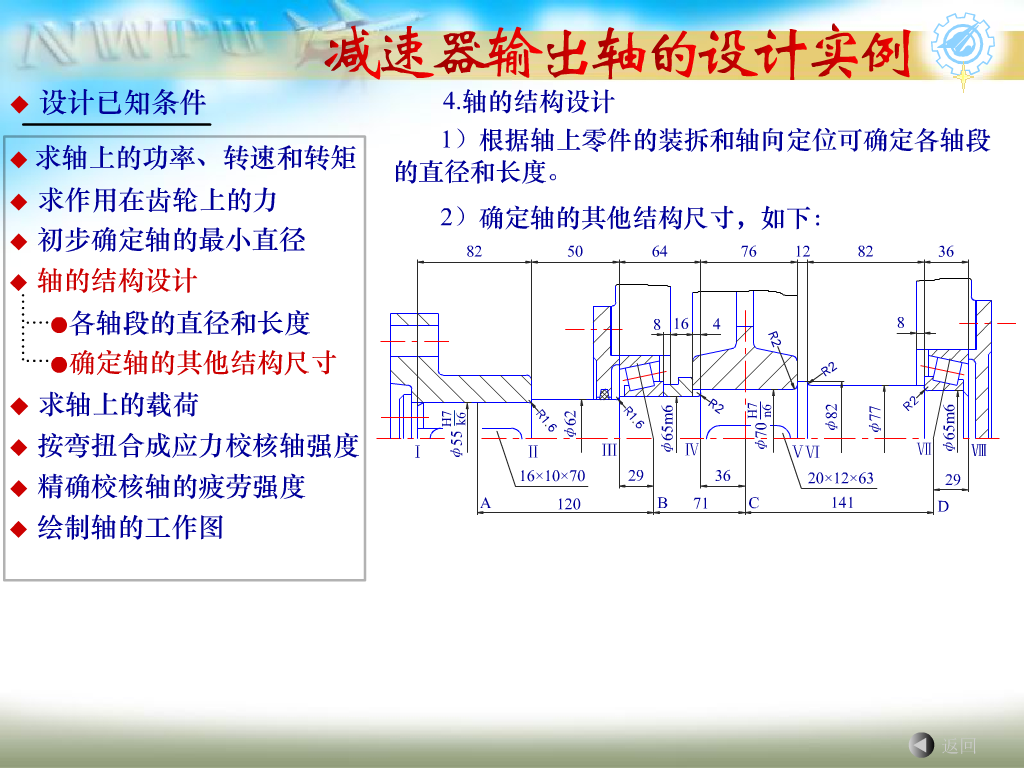 NWPU
减速器输出轴的设计实例
设计已知条件
求轴上的功率、转速和转矩
求作用在齿轮上的力
初步确定轴的最小直径
轴的结构设计
各轴段的直径和长度
确定轴的其他结构尺寸
求轴上的载荷
按弯扭合成应力校核轴强度
精确校核轴的疲劳强度
绘制轴的工作图
4.轴的结构设计
1）根据轴上零件的装拆和轴向定位可确定各轴段
的直径和长度。
2）确定轴的其他结构尺寸，如下：
82 50 64 76 12 82 36
8 16 4 8
R2 R2
R1.6 R1.6 R2 R2
ϕ55 H7/k6 ϕ62 ϕ65m6 ϕ70 H7/n6 ϕ82 ϕ77 ϕ65m6
Ⅰ Ⅱ Ⅲ Ⅳ Ⅴ Ⅵ Ⅶ Ⅷ
16×10×70 29 36 20×12×63 29
A 120 B 71 C 141 D
返回